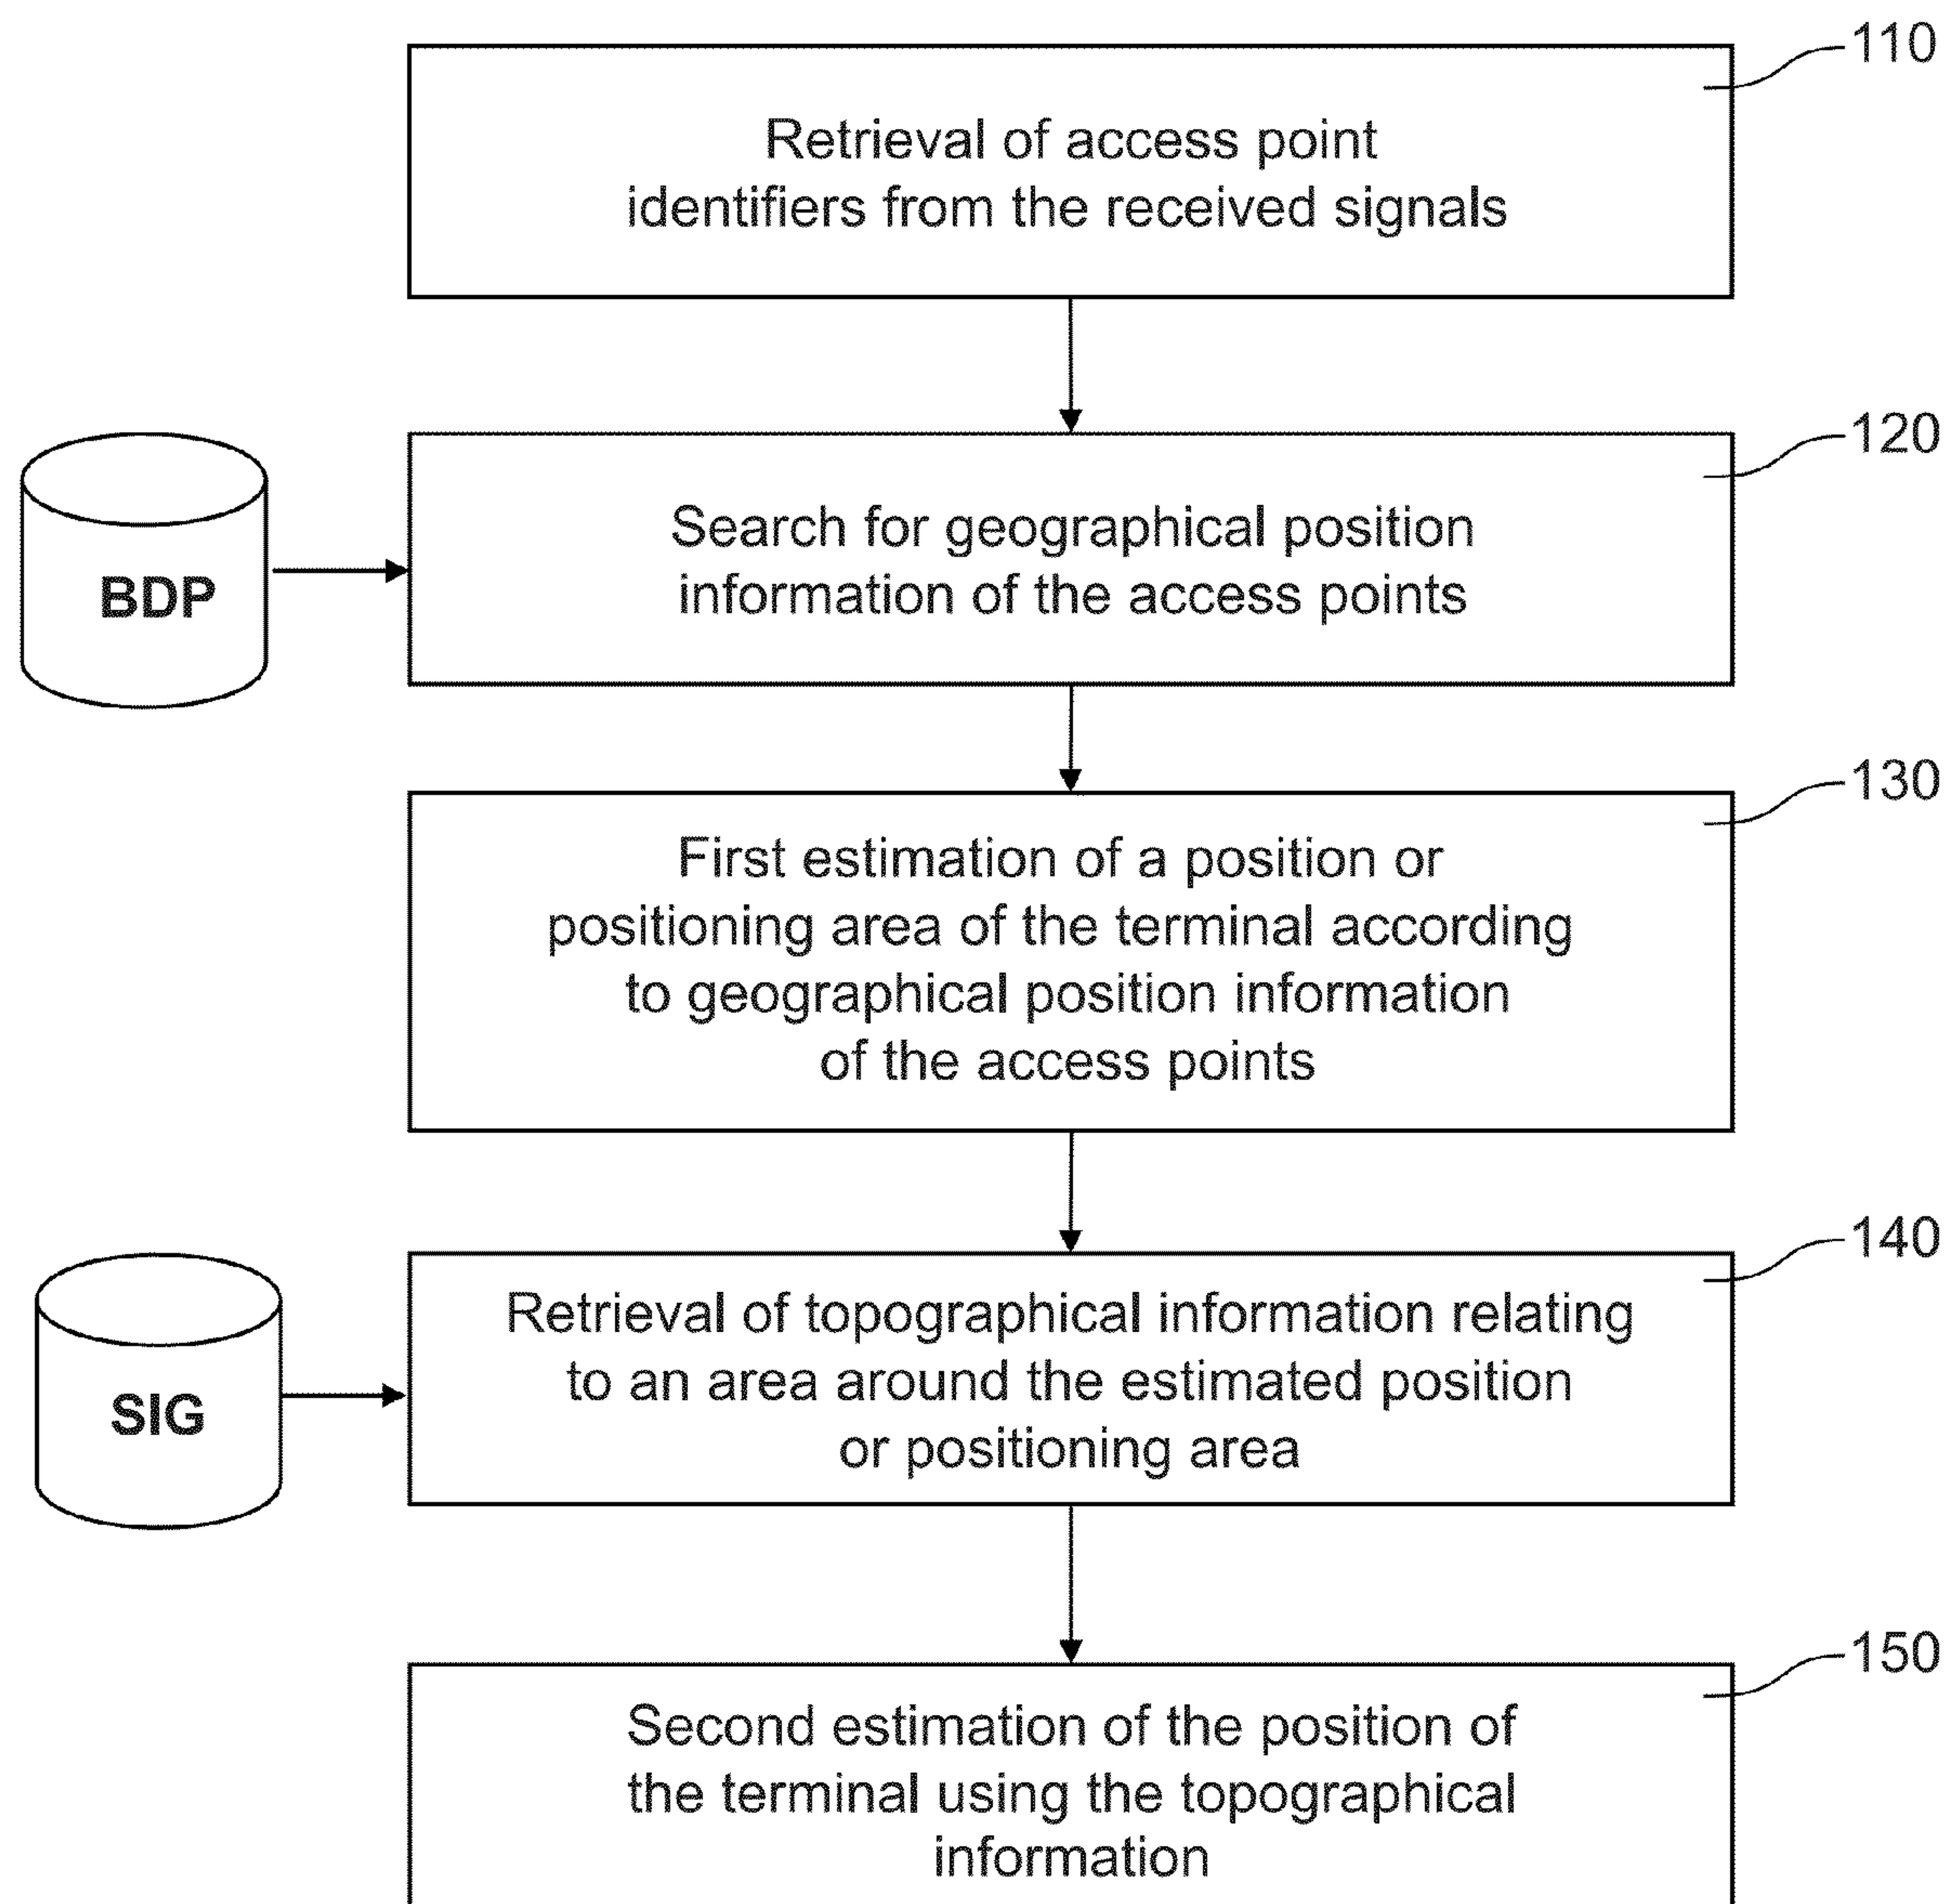 110
Retrieval of access point
identifiers from the received signals
120
Search for geographical position
information of the access points
BDP
130
First estimation of a position or
positioning area of the terminal according
to geographical position information
of the access points
140
Retrieval of topographical information relating
to an area around the estimated position
or positioning area
SIG
150
Second estimation of the position of
the terminal using the topographical
information